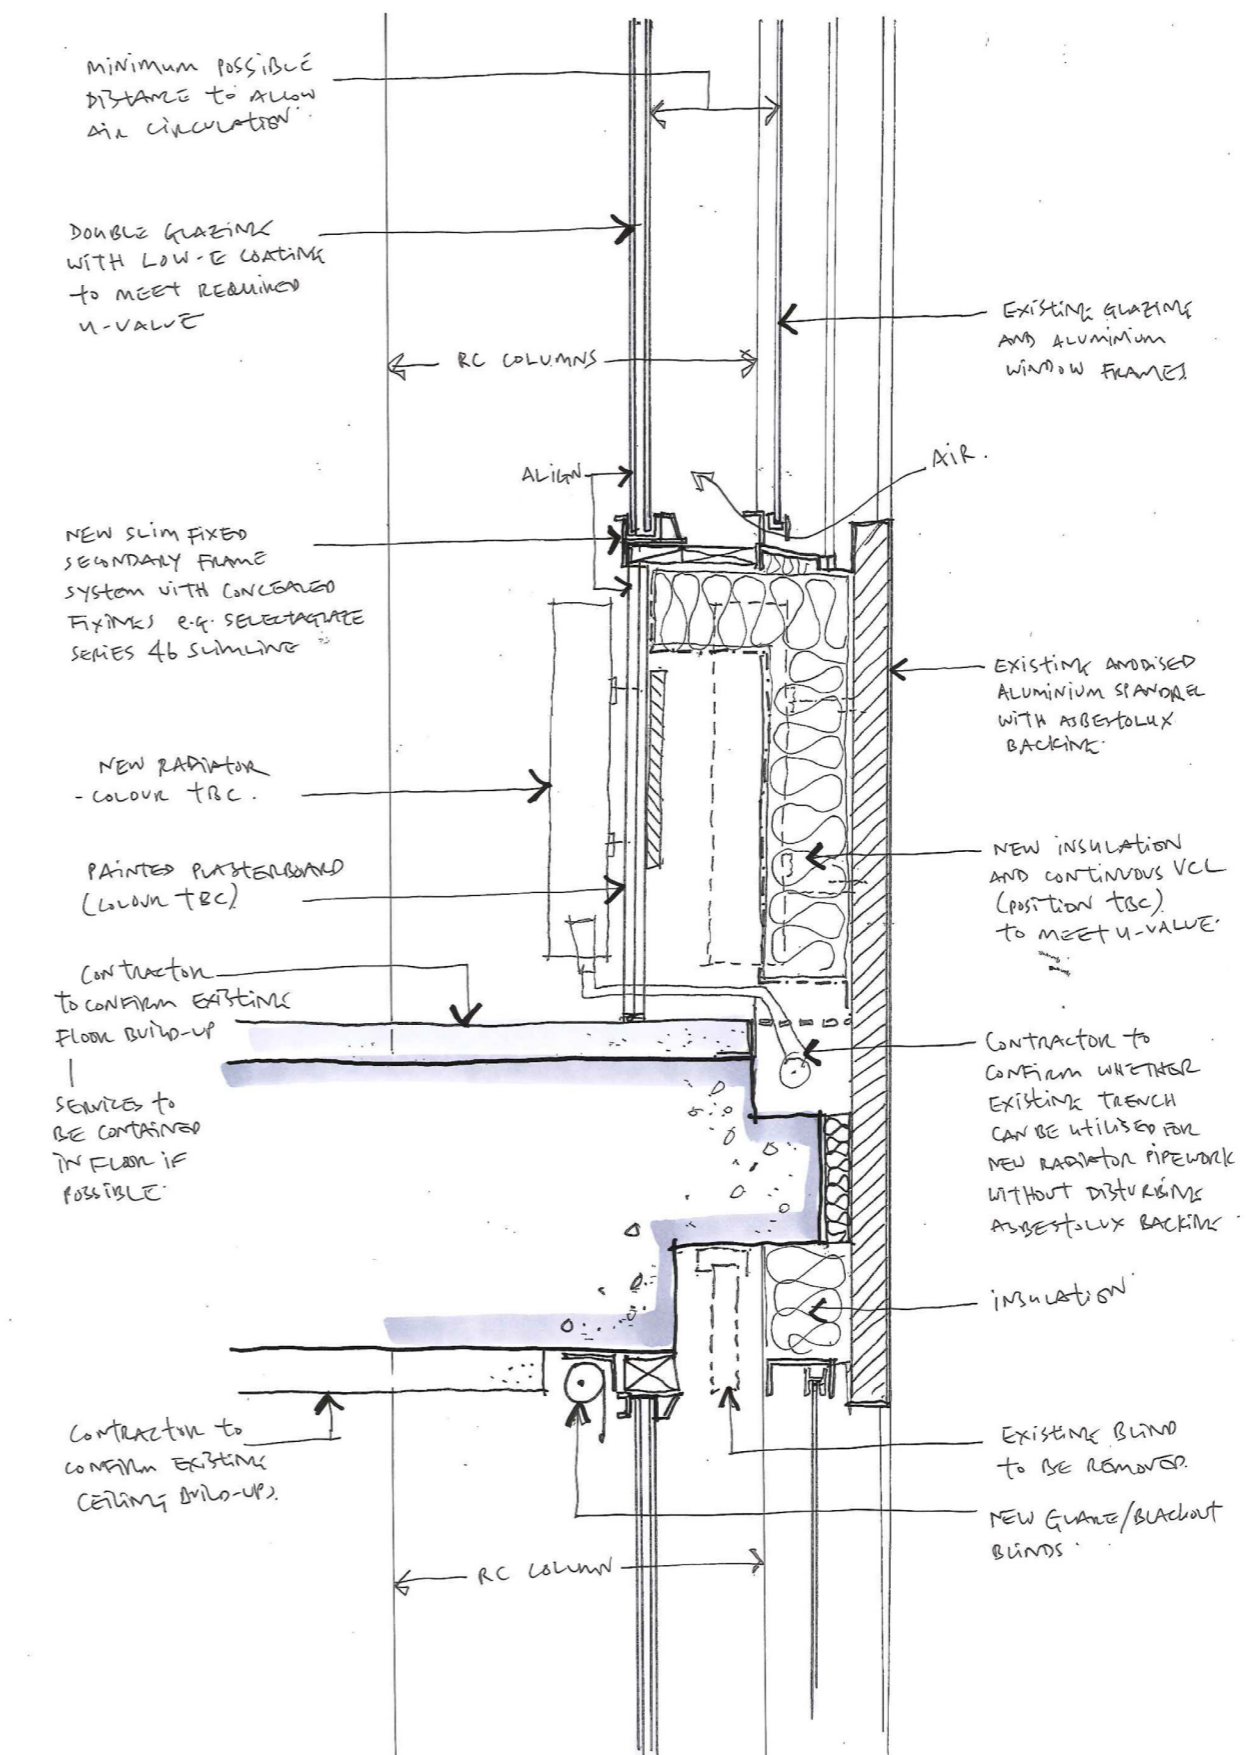 MINIMUM POSSIBLE
DISTANCE TO ALLOW
AIR CIRCULATION.
DOUBLE GLAZING
WITH LOW-E COATING
TO MEET REQUIRED
U-VALUE
RC COLUMNS
EXISTING GLAZING
AND ALUMINIUM
WINDOW FRAMES.
ALIGN
AIR.
NEW SLIM FIXED
SECONDARY FRAME
SYSTEM WITH CONCEALED
FIXINGS e.g. SELECTAGLAZE
SERIES 46 SLIMLINE
EXISTING ANODISED
ALUMINIUM SPANDREL
WITH ASBESTOLUX
BACKING.
NEW RADIATOR
- COLOUR TBC.
PAINTED PLASTERBOARD
(COLOUR TBC)
NEW INSULATION
AND CONTINUOUS VCL
(POSITION TBC)
TO MEET U-VALUE.
CONTRACTOR
TO CONFIRM EXISTING
FLOOR BUILD-UP
SERVICES TO
BE CONTAINED
IN FLOOR IF
POSSIBLE.
CONTRACTOR TO
CONFIRM WHETHER
EXISTING TRENCH
CAN BE UTILISED FOR
NEW RADIATOR PIPEWORK
WITHOUT DISTURBING
ASBESTOLUX BACKING.
INSULATION
CONTRACTOR TO
CONFIRM EXISTING
CEILING BUILD-UPS.
EXISTING BLIND
TO BE REMOVED.
NEW GLARE/BLACKOUT
BLINDS.
RC COLUMN